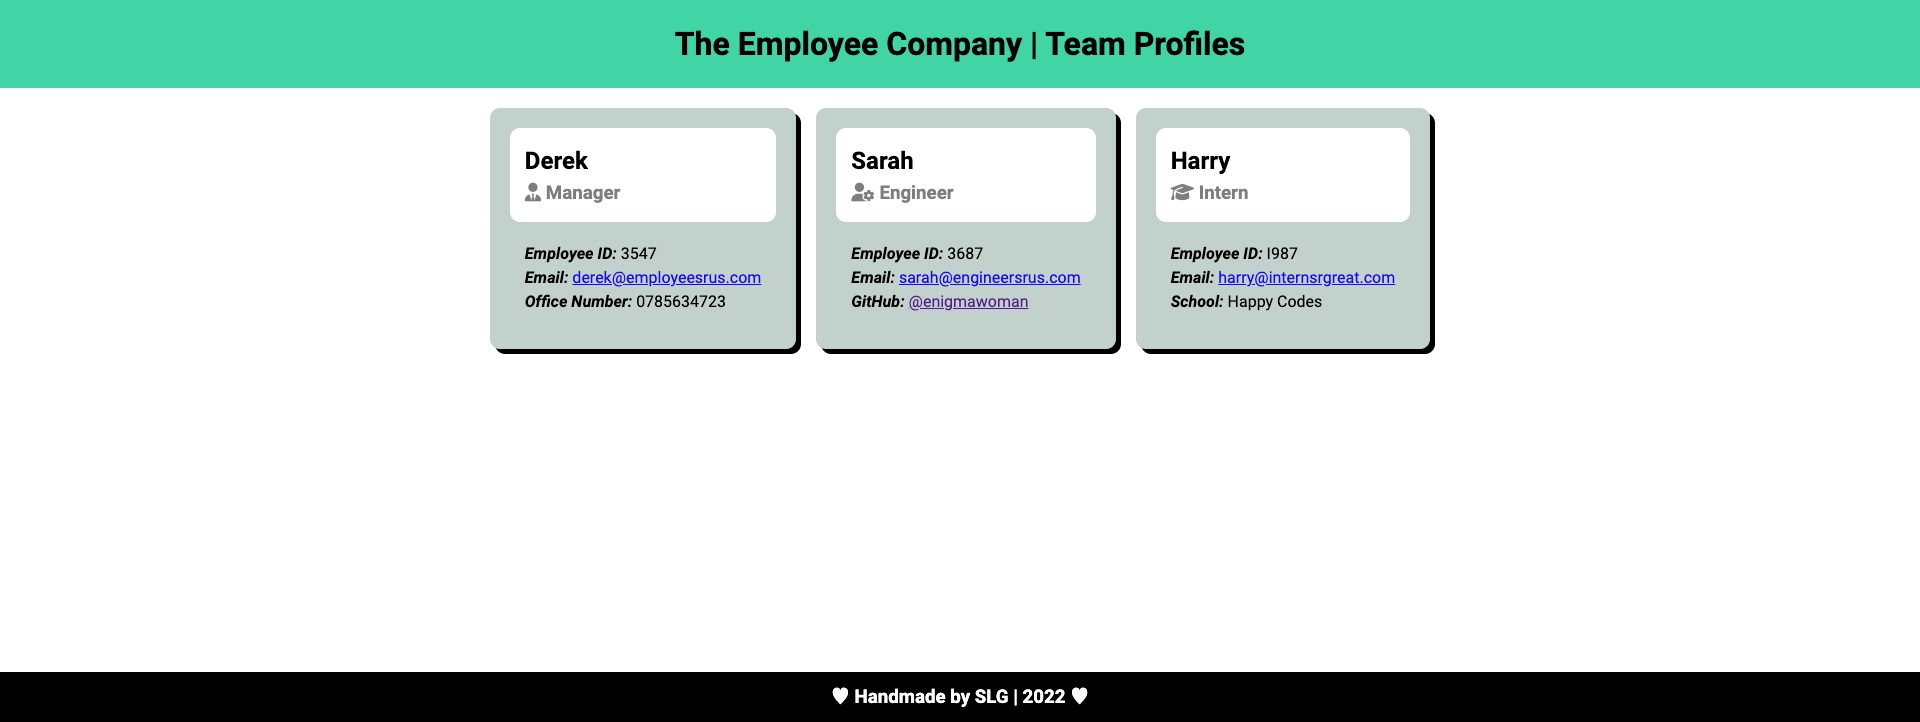 The Employee Company | Team Profiles
Derek
Manager
Employee ID: 3547
Email: derek@employeesrus.com
Office Number: 0785634723
Sarah
Engineer
Employee ID: 3687
Email: sarah@engineersrus.com
GitHub: @enigmawoman
Harry
Intern
Employee ID: I987
Email: harry@internsrgreat.com
School: Happy Codes
♥ Handmade by SLG | 2022 ♥